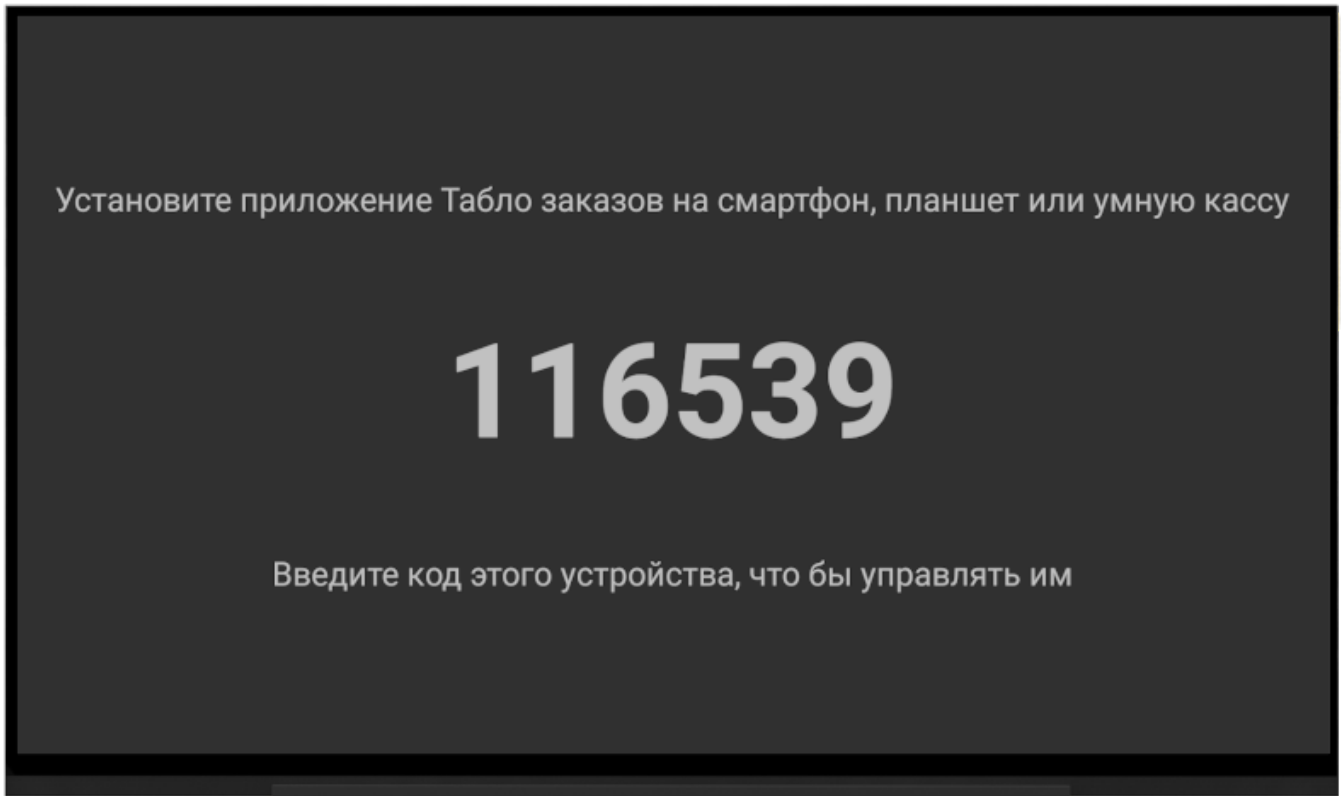 Установите приложение Табло заказов на смартфон, планшет или умную кассу
116539
Введите код этого устройства, что бы управлять им